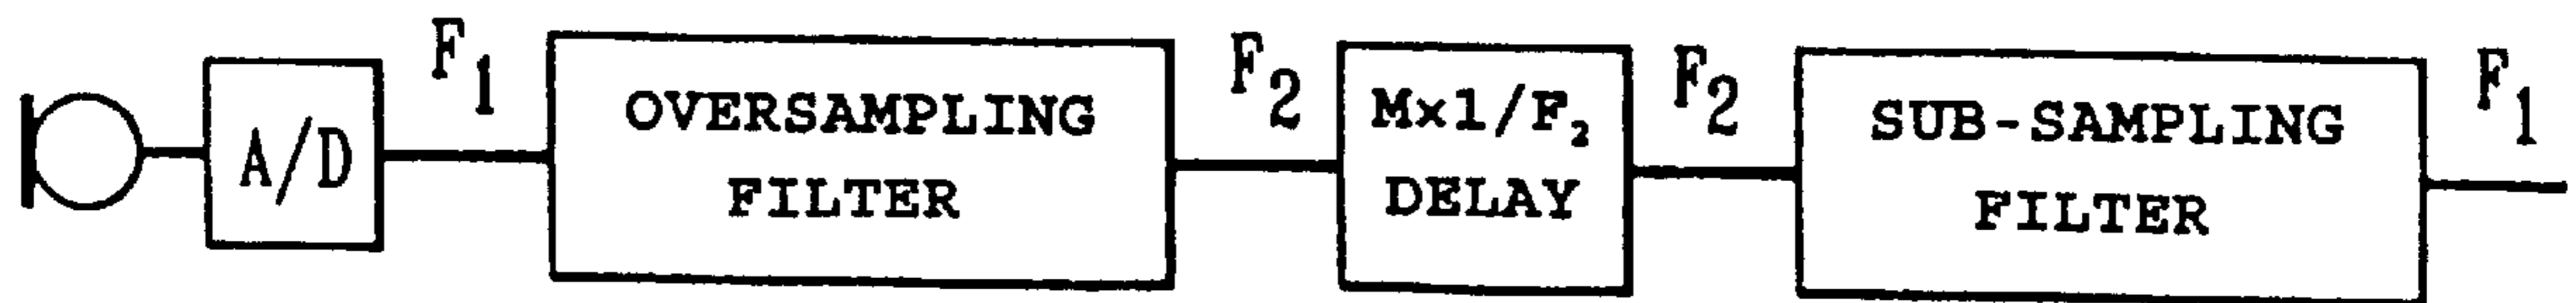 A/D
F₁
OVERSAMPLING
FILTER
F₂
M×1/F₂
DELAY
F₂
SUB-SAMPLING
FILTER
F₁